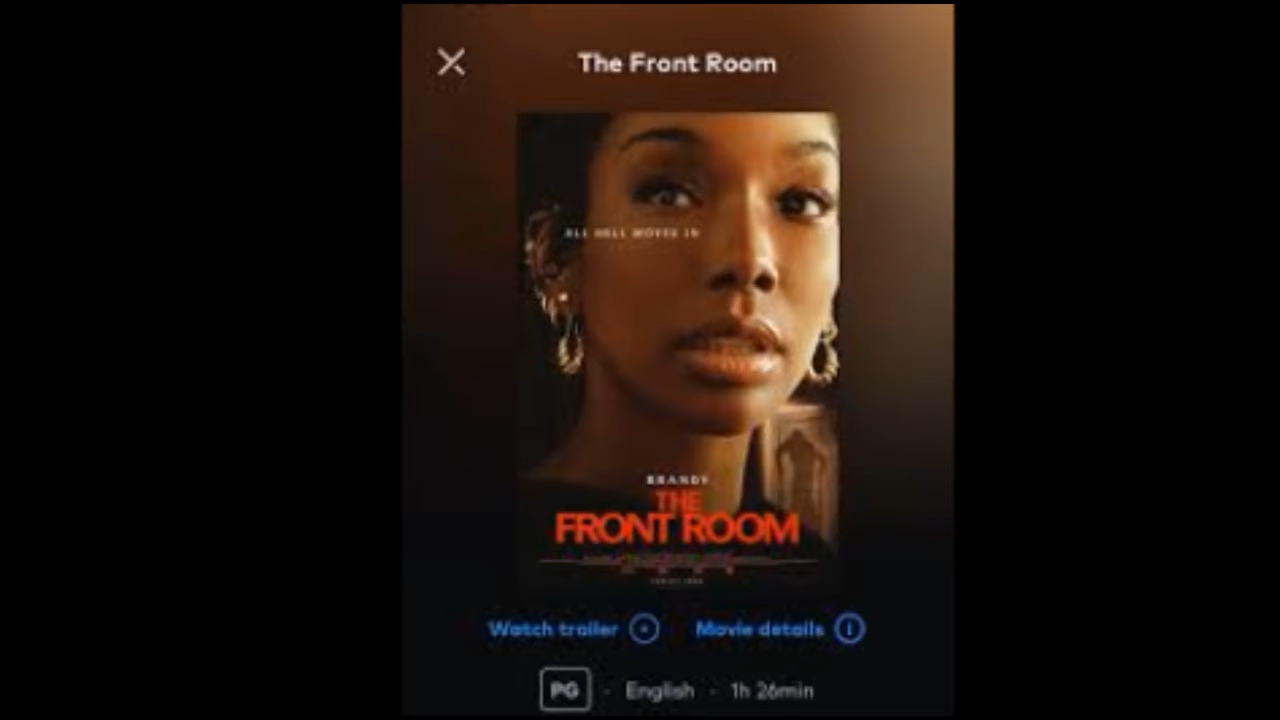 The Front Room
ALL HELL MOVES IN
BRANDY
THE
FRONT ROOM
Watch trailer
Movie details i
PG · English · 1h 26min